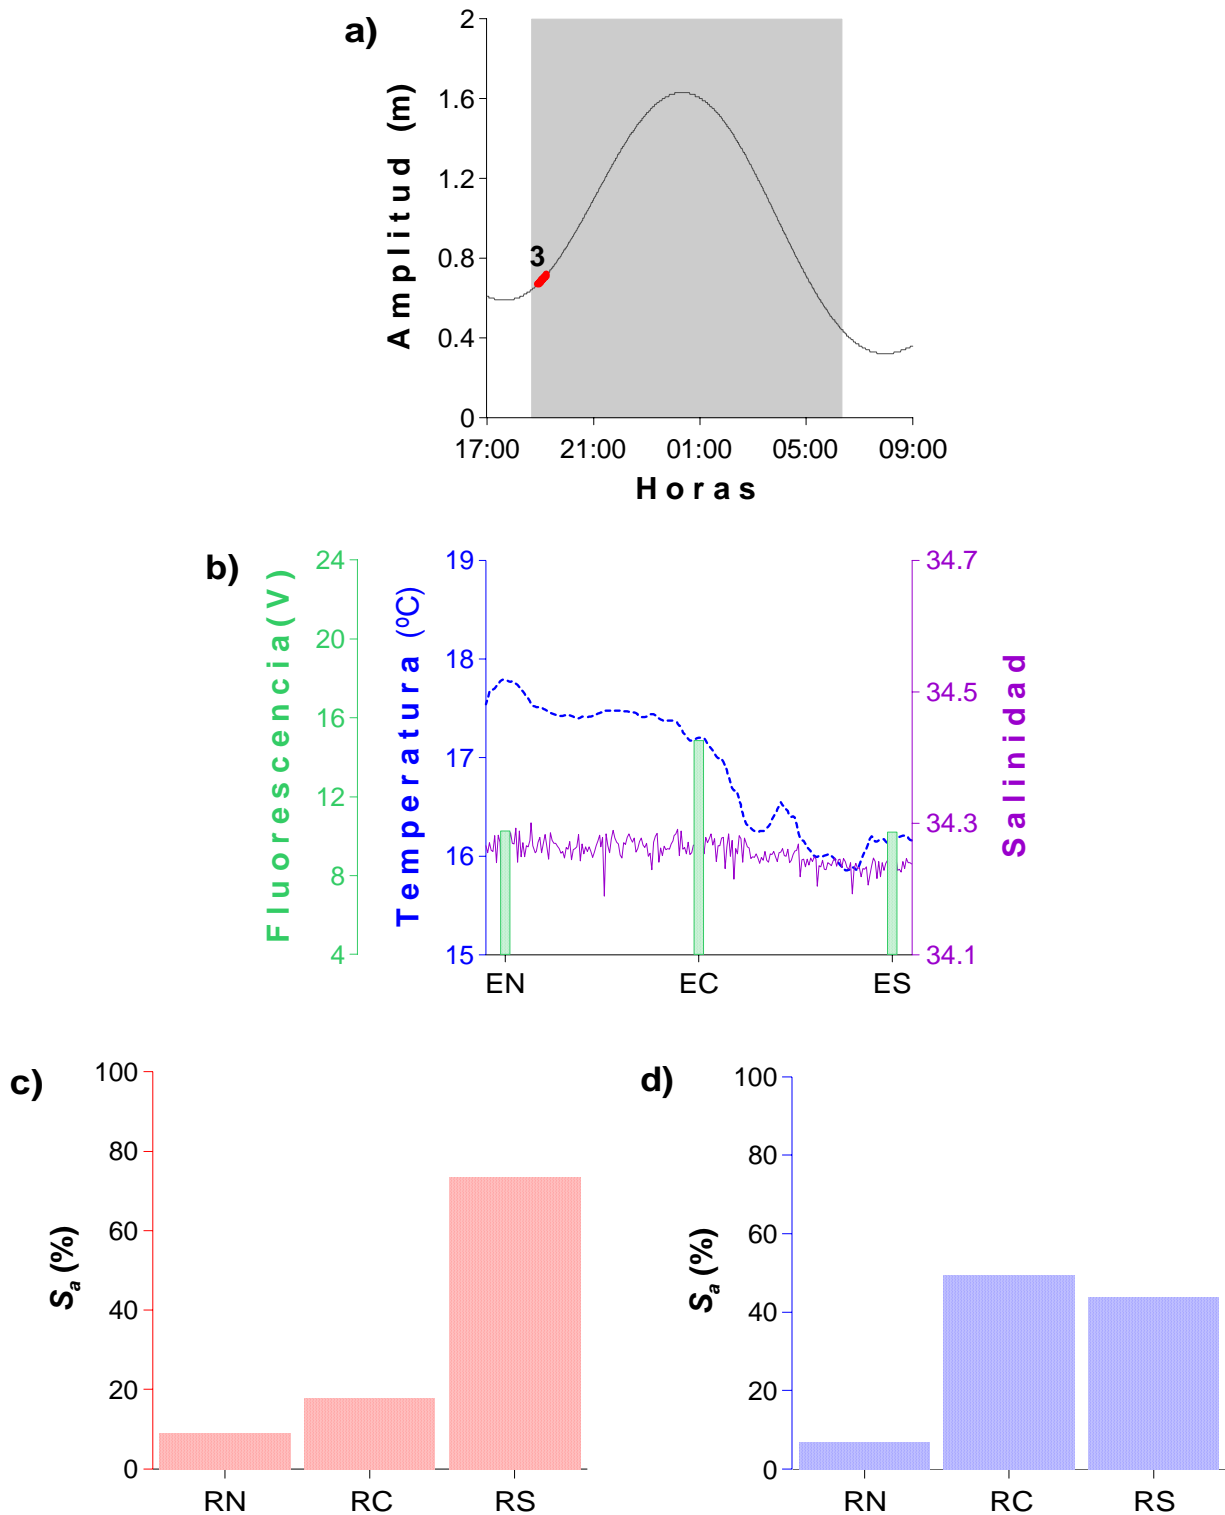 a)
Amplitud (m)
2
1.6
1.2
0.8
0.4
0
3
17:00 21:00 01:00 05:00 09:00
Horas
b)
Fluorescencia(V)
24
20
16
12
8
4
Temperatura (ºC)
19
18
17
16
15
34.7
34.5
34.3
34.1
Salinidad
EN EC ES
c)
Sa (%)
100
80
60
40
20
0
RN RC RS
d)
Sa (%)
100
80
60
40
20
0
RN RC RS